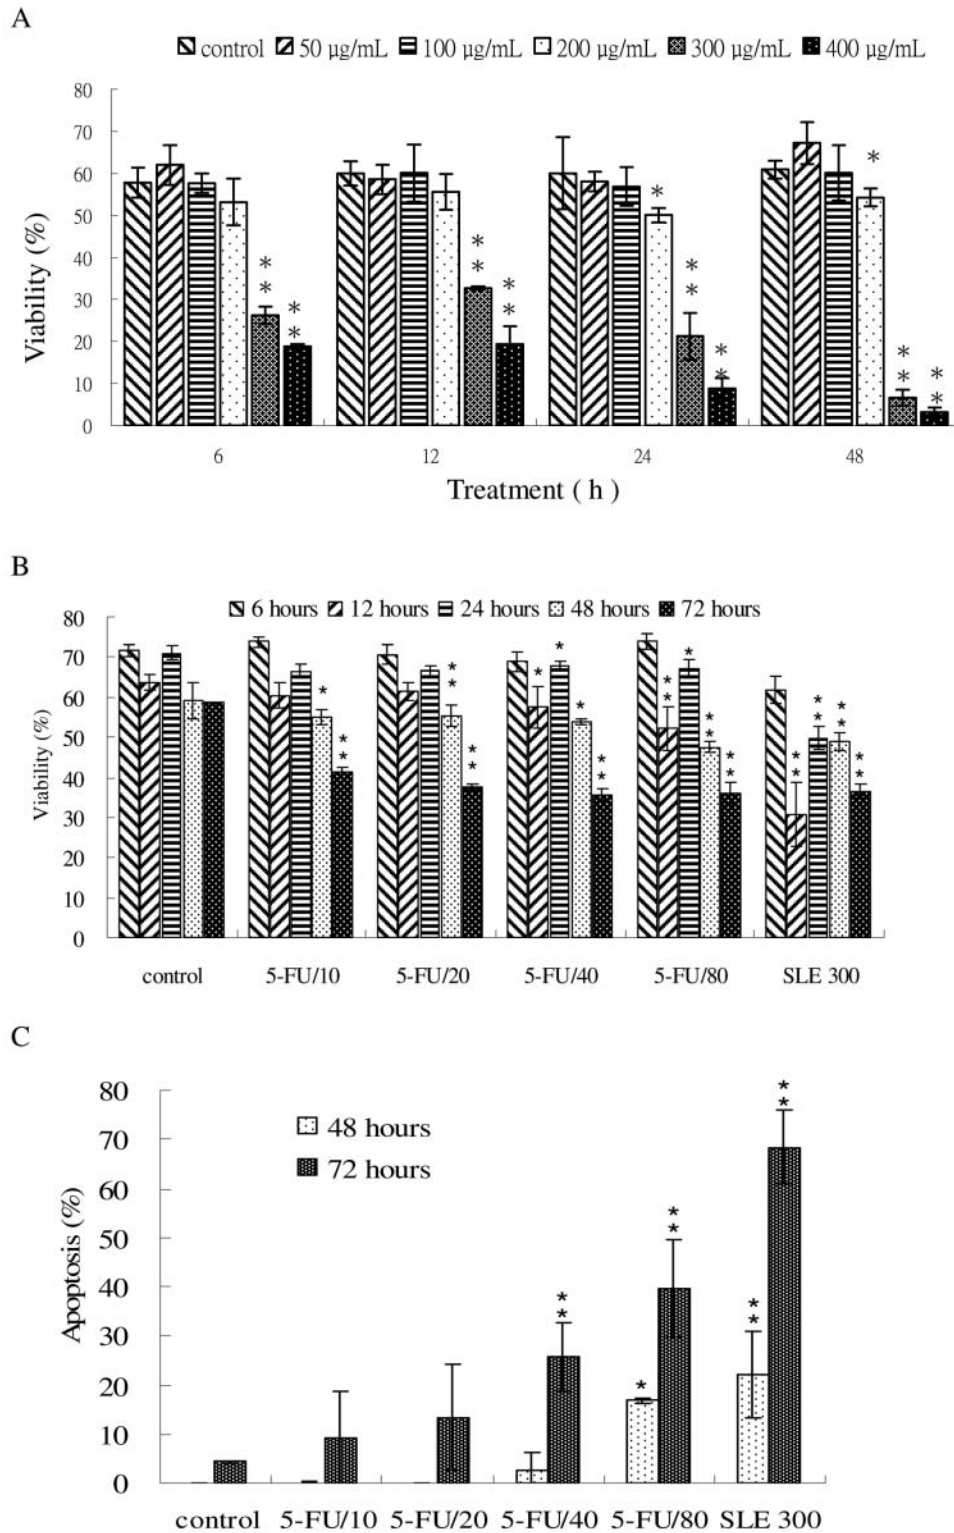 A
control 50 µg/mL 100 µg/mL 200 µg/mL 300 µg/mL 400 µg/mL
80
70
60
50
40
30
20
10
0
Viability (%)
* * * * * * * * * * * * * * * * * *
6 12 24 48
Treatment ( h )
B
6 hours 12 hours 24 hours 48 hours 72 hours
80
70
60
50
40
30
20
10
0
Viability (%)
control 5-FU/10 5-FU/20 5-FU/40 5-FU/80 SLE 300
C
80
70
60
50
40
30
20
10
0
Apoptosis (%)
48 hours
72 hours
control 5-FU/10 5-FU/20 5-FU/40 5-FU/80 SLE 300